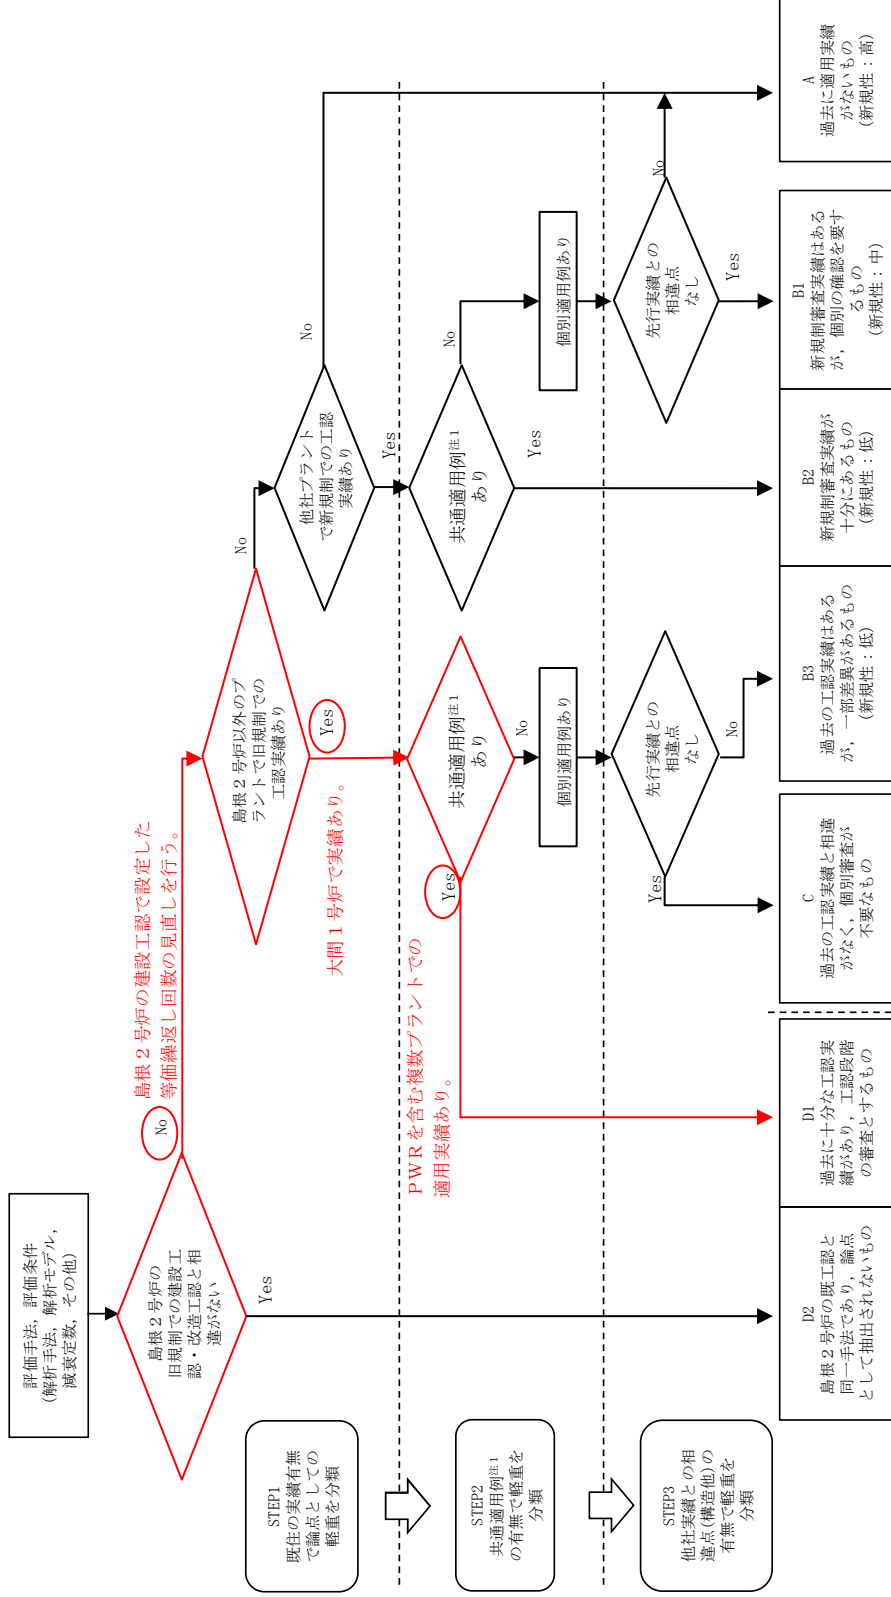 評価手法，評価条件
(解析手法，解析モデル，
減衰定数，その他)
STEP1
既往の実績有無
で論点としての
軽重を分類
島根２号炉の
旧規制での建設工
認・改造工認と相
違がない
No
Yes
島根２号炉の建設工認で設定した
等価繰返し回数の見直しを行う。
島根２号炉以外のプ
ラントで旧規制での
工認実績あり
No
Yes
大間１号炉で実績あり。
他社プラント
で新規制での工認
実績あり
No
Yes
STEP2
共通適用例注1
の有無で軽重を
分類
ＰＷＲを含む複数プラントでの
適用実績あり。
共通適用例注1
あり
Yes
No
個別適用例あり
共通適用例注1
あり
No
Yes
個別適用例あり
STEP3
他社実績との相
違点(構造他)の
有無で軽重を
分類
先行実績との
相違点
なし
Yes
No
先行実績との
相違点
なし
No
Yes
D2
島根２号炉の既工認と
同一手法であり，論点
として抽出されないもの
D1
過去に十分な工認実
績があり，工認段階
の審査とするもの
C
過去の工認実績と相違
がなく，個別審査が
不要なもの
B3
過去の工認実績はある
が，一部差異があるもの
(新規性：低)
B2
新規制審査実績が
十分にあるもの
(新規性：低)
B1
新規制審査実績はある
が，個別の確認を要す
るもの
(新規性：中)
A
過去に適用実績
がないもの
(新規性：高)